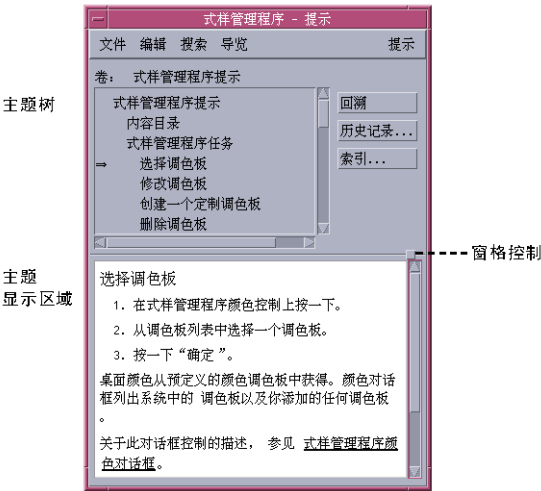 式样管理程序 - 提示
文件 编辑 搜索 导览 提示
卷： 式样管理程序提示
主题树
式样管理程序提示
内容目录
式样管理程序任务
⇒ 选择调色板
修改调色板
创建一个定制调色板
删除调色板
回溯
历史记录...
索引...
窗格控制
主题
显示区域
选择调色板
1. 在式样管理程序颜色控制上按一下。
2. 从调色板列表中选择一个调色板。
3. 按一下“确定”。
桌面颜色从预定义的颜色调色板中获得。颜色对话
框列出系统中的 调色板以及你添加的任何调色板
。
关于此对话框控制的描述， 参见 式样管理程序颜
色对话框。